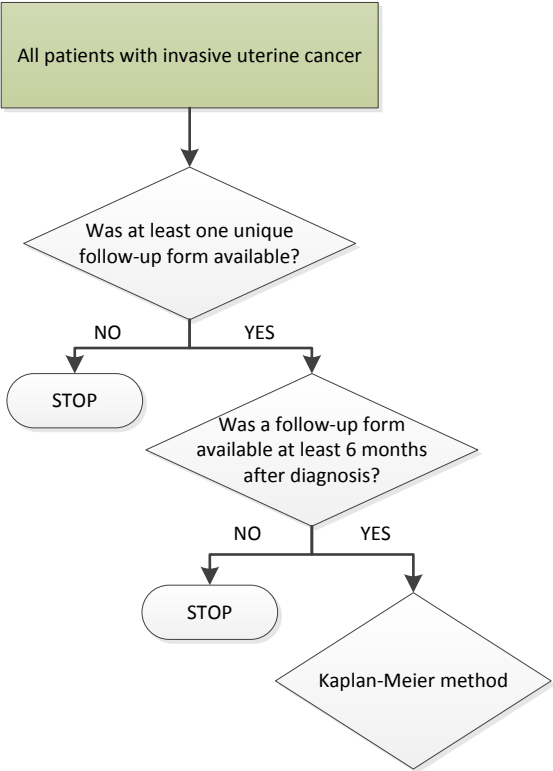 All patients with invasive uterine cancer
Was at least one unique
follow-up form available?
NO
YES
STOP
Was a follow-up form
available at least 6 months
after diagnosis?
NO
YES
STOP
Kaplan-Meier method